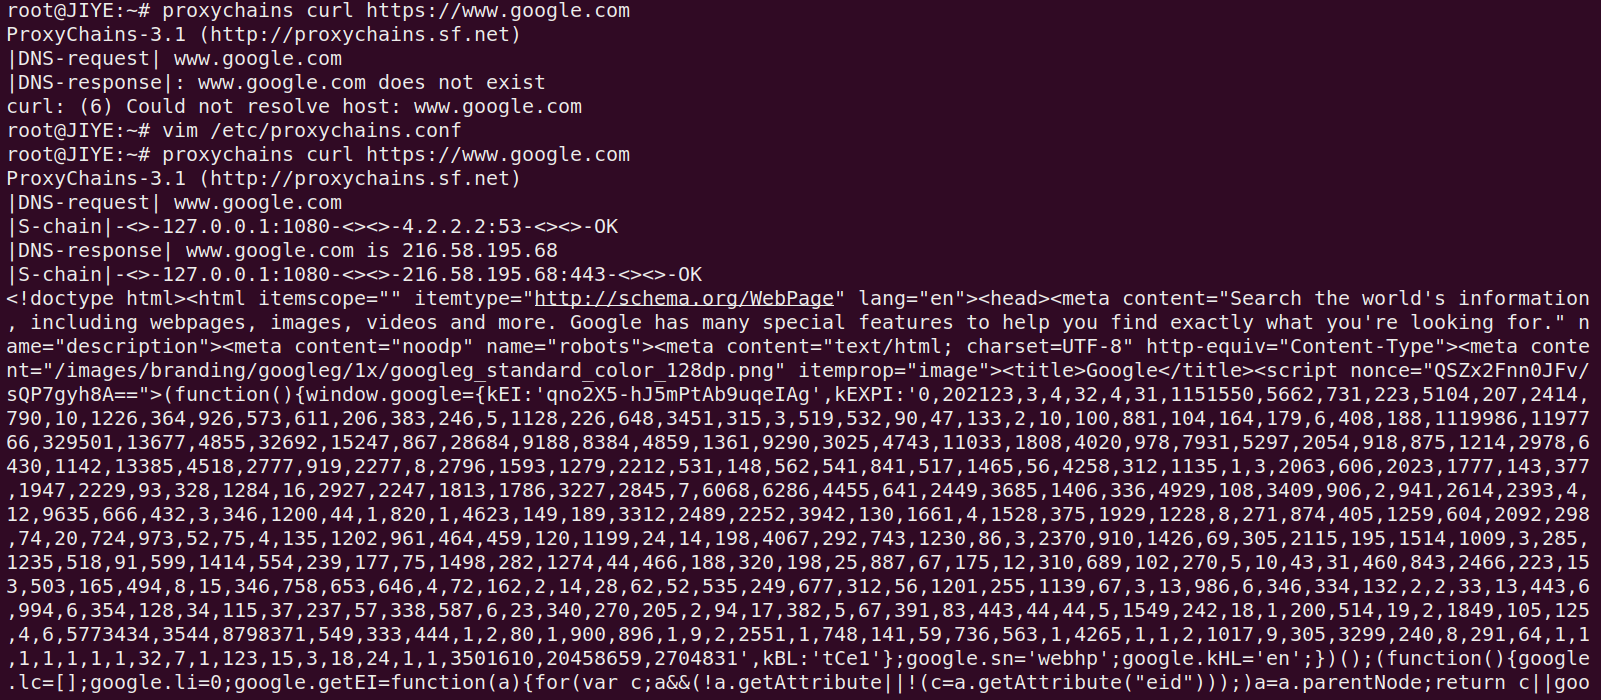 root@JIYE:~# proxychains curl https://www.google.com
ProxyChains-3.1 (http://proxychains.sf.net)
|DNS-request| www.google.com
|DNS-response|: www.google.com does not exist
curl: (6) Could not resolve host: www.google.com
root@JIYE:~# vim /etc/proxychains.conf
root@JIYE:~# proxychains curl https://www.google.com
ProxyChains-3.1 (http://proxychains.sf.net)
|DNS-request| www.google.com
|S-chain|-<>-127.0.0.1:1080-<><>-4.2.2.2:53-<><>-OK
|DNS-response| www.google.com is 216.58.195.68
|S-chain|-<>-127.0.0.1:1080-<><>-216.58.195.68:443-<><>-OK
<!doctype html><html itemscope="" itemtype="http://schema.org/WebPage" lang="en"><head><meta content="Search the world's information
, including webpages, images, videos and more. Google has many special features to help you find exactly what you're looking for." n
ame="description"><meta content="noodp" name="robots"><meta content="text/html; charset=UTF-8" http-equiv="Content-Type"><meta conte
nt="/images/branding/googleg/1x/googleg_standard_color_128dp.png" itemprop="image"><title>Google</title><script nonce="QSZx2Fnn0JFv/
sQP7gyh8A==">(function(){window.google={kEI:'qno2X5-hJ5mPtAb9uqeIAg',kEXPI:'0,202123,3,4,32,4,31,1151550,5662,731,223,5104,207,2414,
790,10,1226,364,926,573,611,206,383,246,5,1128,226,648,3451,315,3,519,532,90,47,133,2,10,100,881,104,164,179,6,408,188,1119986,11977
66,329501,13677,4855,32692,15247,867,28684,9188,8384,4859,1361,9290,3025,4743,11033,1808,4020,978,7931,5297,2054,918,875,1214,2978,6
430,1142,13385,4518,2777,919,2277,8,2796,1593,1279,2212,531,148,562,541,841,517,1465,56,4258,312,1135,1,3,2063,606,2023,1777,143,377
,1947,2229,93,328,1284,16,2927,2247,1813,1786,3227,2845,7,6068,6286,4455,641,2449,3685,1406,336,4929,108,3409,906,2,941,2614,2393,4,
12,9635,666,432,3,346,1200,44,1,820,1,4623,149,189,3312,2489,2252,3942,130,1661,4,1528,375,1929,1228,8,271,874,405,1259,604,2092,298
,74,20,724,973,52,75,4,135,1202,961,464,459,120,1199,24,14,198,4067,292,743,1230,86,3,2370,910,1426,69,305,2115,195,1514,1009,3,285,
1235,518,91,599,1414,554,239,177,75,1498,282,1274,44,466,188,320,198,25,887,67,175,12,310,689,102,270,5,10,43,31,460,843,2466,223,15
3,503,165,494,8,15,346,758,653,646,4,72,162,2,14,28,62,52,535,249,677,312,56,1201,255,1139,67,3,13,986,6,346,334,132,2,2,33,13,443,6
,994,6,354,128,34,115,37,237,57,338,587,6,23,340,270,205,2,94,17,382,5,67,391,83,443,44,44,5,1549,242,18,1,200,514,19,2,1849,105,125
,4,6,5773434,3544,8798371,549,333,444,1,2,80,1,900,896,1,9,2,2551,1,748,141,59,736,563,1,4265,1,1,2,1017,9,305,3299,240,8,291,64,1,1
,1,1,1,1,1,32,7,1,123,15,3,18,24,1,1,3501610,20458659,2704831',kBL:'tCe1'};google.sn='webhp';google.kHL='en';})();(function(){google
.lc=[];google.li=0;google.getEI=function(a){for(var c;a&&(!a.getAttribute||!(c=a.getAttribute("eid")));)a=a.parentNode;return c||goo